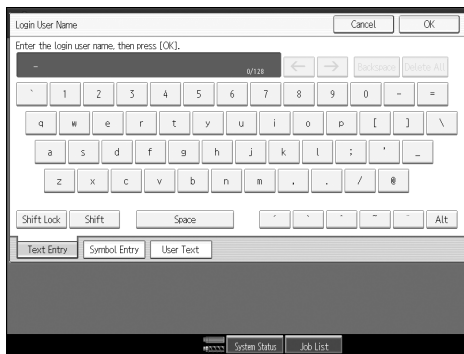 Login User Name Cancel OK
Enter the login user name, then press [OK].
0/128 ← → Backspace Delete All
` 1 2 3 4 5 6 7 8 9 0 - =
q w e r t y u i o p [ ] \
a s d f g h j k l ; ' _
z x c v b n m , . / @
Shift Lock Shift Space ´ ` ^ ~ ¨ Alt
Text Entry Symbol Entry User Text
System Status Job List